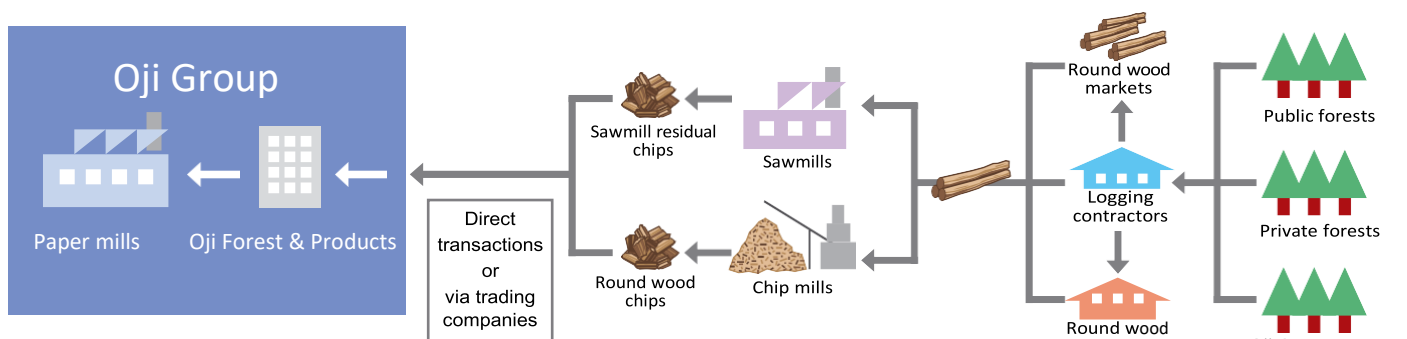 Oji Group
Paper mills
Oji Forest & Products
Direct
transactions
or
via trading
companies
Sawmill residual
chips
Sawmills
Round wood
chips
Chip mills
Round wood
markets
Logging
contractors
Round wood
Public forests
Private forests